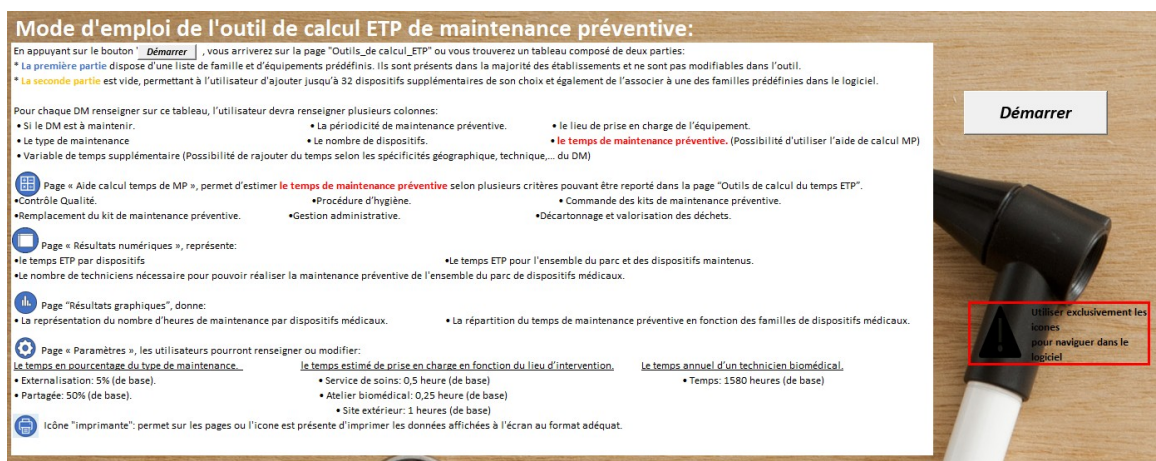 Mode d'emploi de l'outil de calcul ETP de maintenance préventive:
En appuyant sur le bouton ' Démarrer , vous arriverez sur la page "Outils_de calcul_ETP" ou vous trouverez un tableau composé de deux parties:
* La première partie dispose d'une liste de famille et d'équipements prédéfinis. Ils sont présents dans la majorité des établissements et ne sont pas modifiables dans l'outil.
* La seconde partie est vide, permettant à l'utilisateur d'ajouter jusqu'à 32 dispositifs supplémentaires de son choix et également de l'associer à une des familles prédéfinies dans le logiciel.
Démarrer
Pour chaque DM renseigner sur ce tableau, l'utilisateur devra renseigner plusieurs colonnes:
• Si le DM est à maintenir. • La périodicité de maintenance préventive. • le lieu de prise en charge de l'équipement.
• Le type de maintenance • Le nombre de dispositifs. • le temps de maintenance préventive. (Possibilité d'utiliser l'aide de calcul MP)
• Variable de temps supplémentaire (Possibilité de rajouter du temps selon les spécificités géographique, technique,... du DM)
Page « Aide calcul temps de MP », permet d'estimer le temps de maintenance préventive selon plusieurs critères pouvant être reporté dans la page "Outils de calcul du temps ETP".
•Contrôle Qualité. •Procédure d'hygiène. • Commande des kits de maintenance préventive.
•Remplacement du kit de maintenance préventive. •Gestion administrative. •Décartonnage et valorisation des déchets.
Page « Résultats numériques », représente:
•le temps ETP par dispositifs •Le temps ETP pour l'ensemble du parc et des dispositifs maintenus.
•Le nombre de techniciens nécessaire pour pouvoir réaliser la maintenance préventive de l'ensemble du parc de dispositifs médicaux.
Page "Résultats graphiques", donne:
• La représentation du nombre d'heures de maintenance par dispositifs médicaux. • La répartition du temps de maintenance préventive en fonction des familles de dispositifs médicaux.
Utiliser exclusivement les
icones
pour naviguer dans le
logiciel
Page « Paramètres », les utilisateurs pourront renseigner ou modifier:
Le temps en pourcentage du type de maintenance. le temps estimé de prise en charge en fonction du lieu d'intervention. Le temps annuel d'un technicien biomédical.
• Externalisation: 5% (de base). • Service de soins: 0,5 heure (de base) • Temps: 1580 heures (de base)
• Partagée: 50% (de base). • Atelier biomédical: 0,25 heure (de base)
• Site extérieur: 1 heures (de base)
Icône "imprimante": permet sur les pages ou l'icone est présente d'imprimer les données affichées à l'écran au format adéquat.